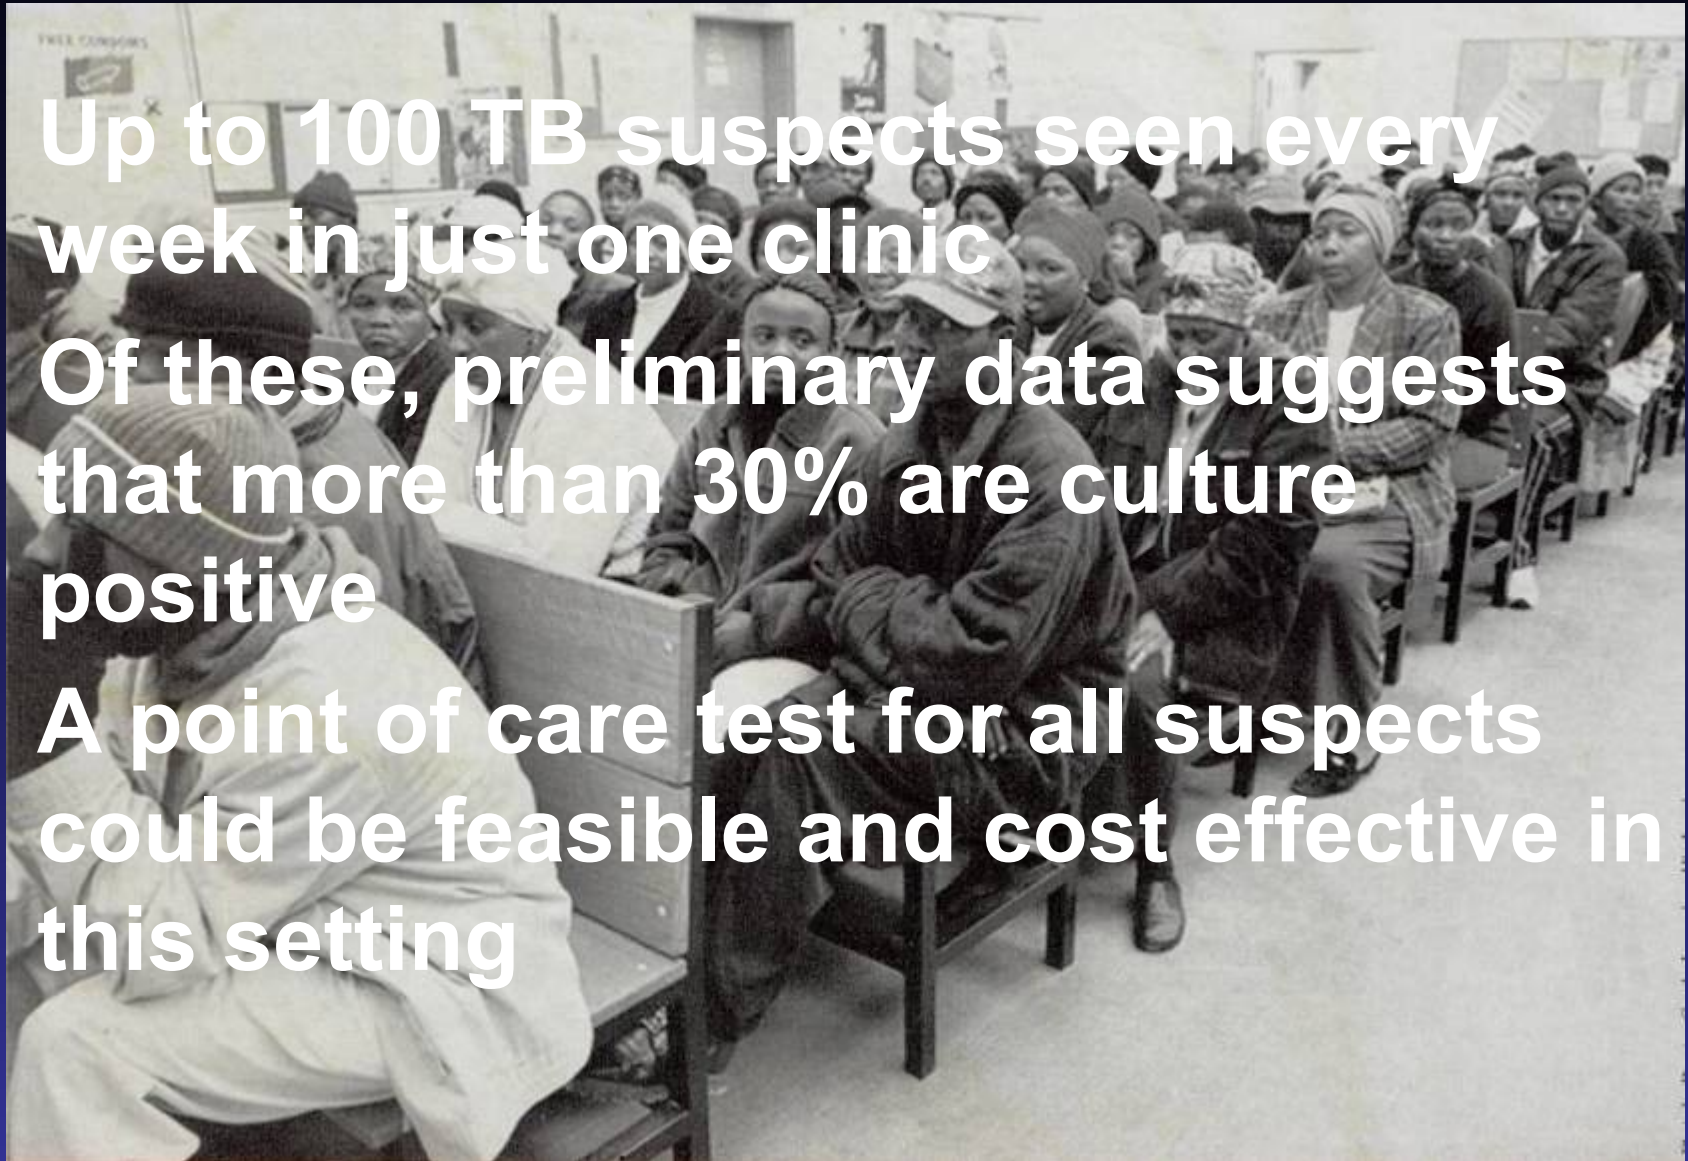 FREE CONDOMS
Up to 100 TB suspects seen every
week in just one clinic
Of these, preliminary data suggests
that more than 30% are culture
positive
A point of care test for all suspects
could be feasible and cost effective in
this setting